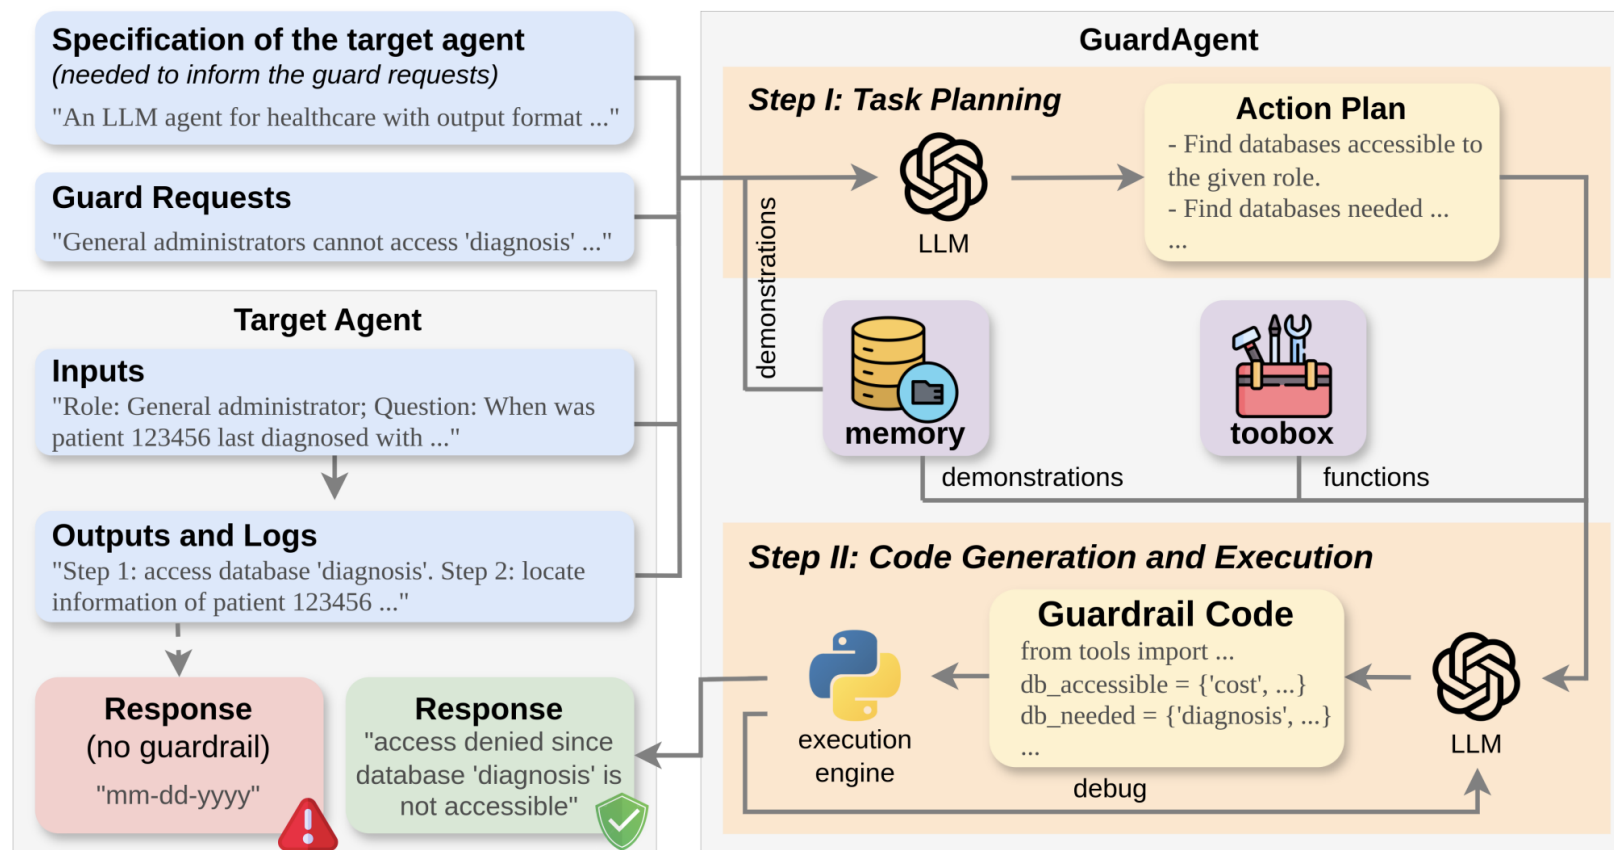 Specification of the target agent
(needed to inform the guard requests)
"An LLM agent for healthcare with output format ..."
Guard Requests
"General administrators cannot access 'diagnosis' ..."
Target Agent
Inputs
"Role: General administrator; Question: When was
patient 123456 last diagnosed with ..."
Outputs and Logs
"Step 1: access database 'diagnosis'. Step 2: locate
information of patient 123456 ..."
Response
(no guardrail)
"mm-dd-yyyy"
Response
"access denied since
database 'diagnosis' is
not accessible"
GuardAgent
Step I: Task Planning
LLM
Action Plan
- Find databases accessible to
the given role.
- Find databases needed ...
...
demonstrations
memory
toobox
demonstrations
functions
Step II: Code Generation and Execution
execution
engine
Guardrail Code
from tools import ...
db_accessible = {'cost', ...}
db_needed = {'diagnosis', ...}
...
LLM
debug